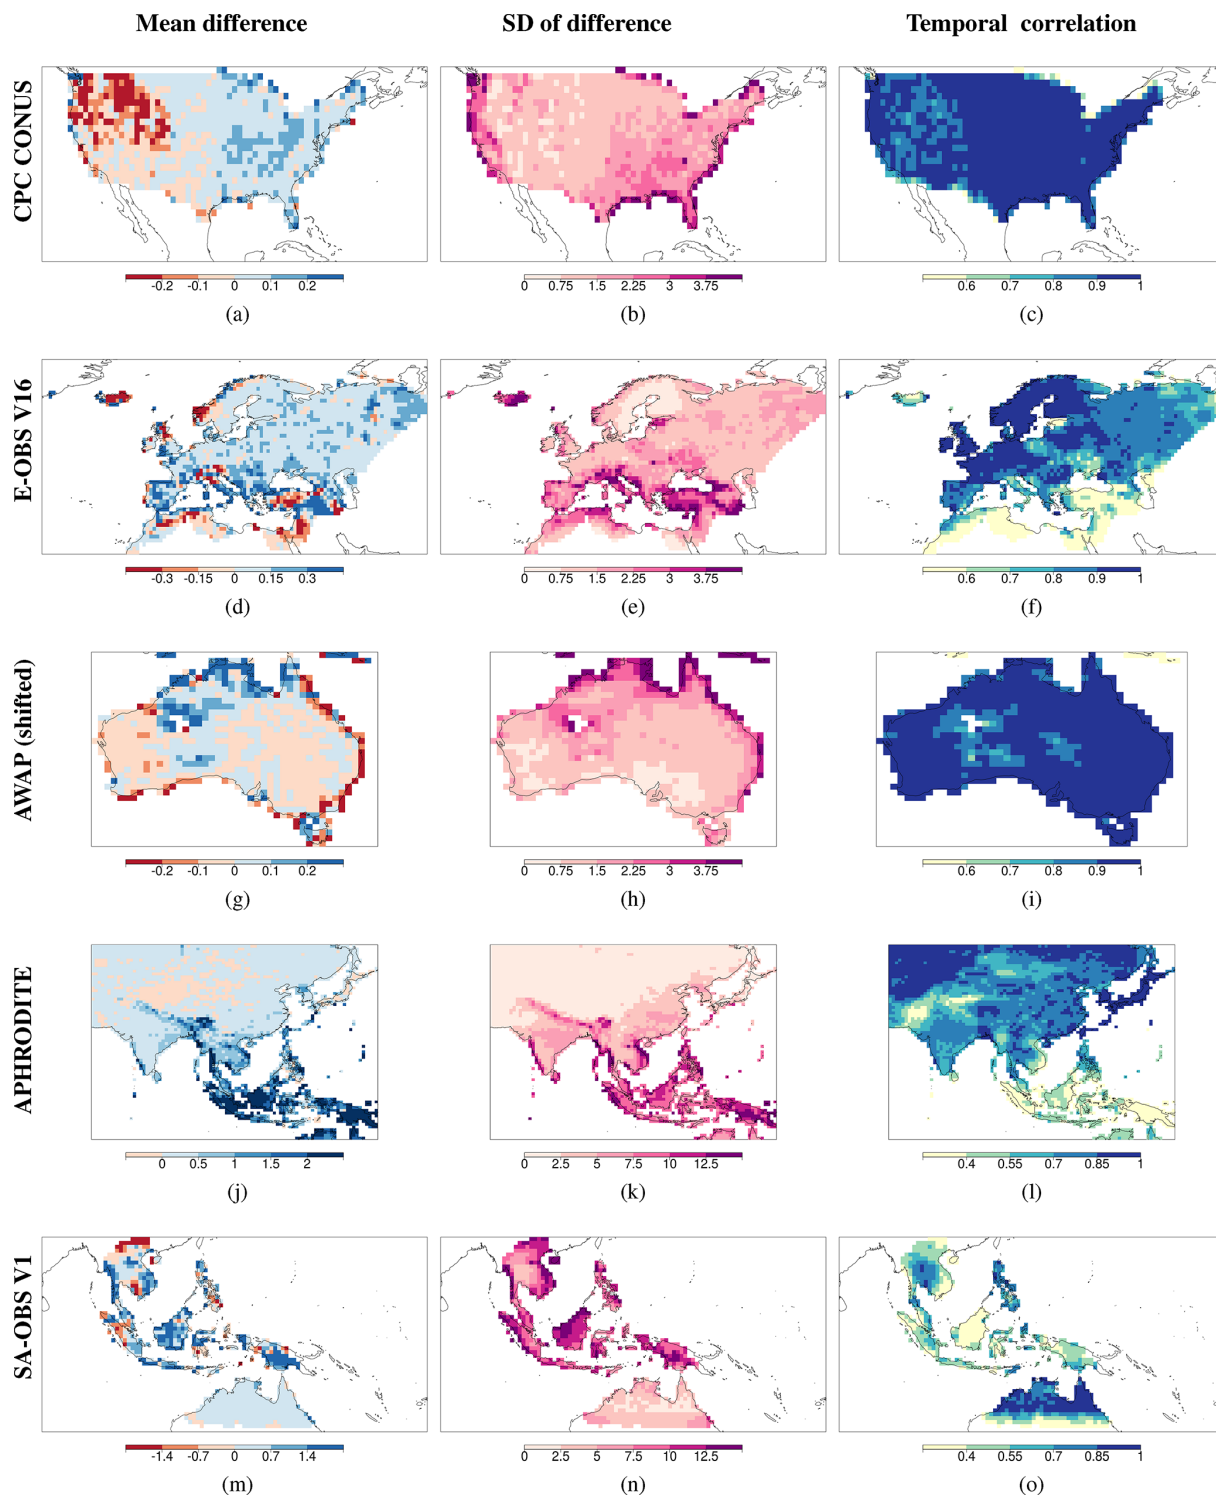 Mean difference SD of difference Temporal correlation
CPC CONUS
-0.2 -0.1 0 0.1 0.2
0 0.75 1.5 2.25 3 3.75
0.6 0.7 0.8 0.9 1
(a) (b) (c)
E-OBS V16
-0.3 -0.15 0 0.15 0.3
0 0.75 1.5 2.25 3 3.75
0.6 0.7 0.8 0.9 1
(d) (e) (f)
AWAP (shifted)
-0.2 -0.1 0 0.1 0.2
0 0.75 1.5 2.25 3 3.75
0.6 0.7 0.8 0.9 1
(g) (h) (i)
APHRODITE
0 0.5 1 1.5 2
0 2.5 5 7.5 10 12.5
0.4 0.55 0.7 0.85 1
(j) (k) (l)
SA-OBS V1
-1.4 -0.7 0 0.7 1.4
0 2.5 5 7.5 10 12.5
0.4 0.55 0.7 0.85 1
(m) (n) (o)